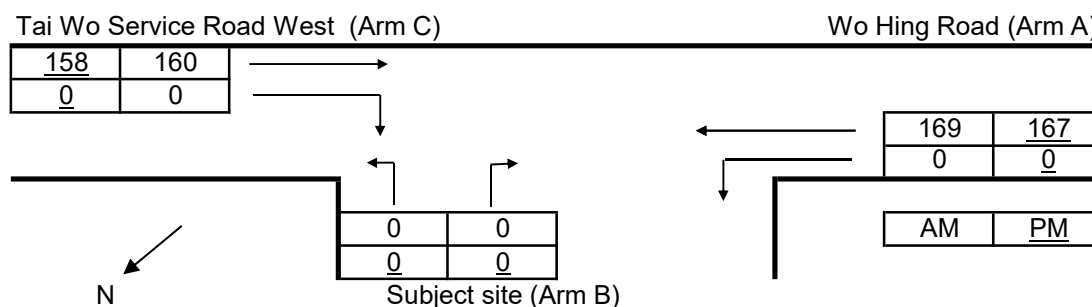 Tai Wo Service Road West (Arm C) Wo Hing Road (Arm A)
158 160
0 0
169 167
0 0
0 0
AM PM
0 0
N Subject site (Arm B)